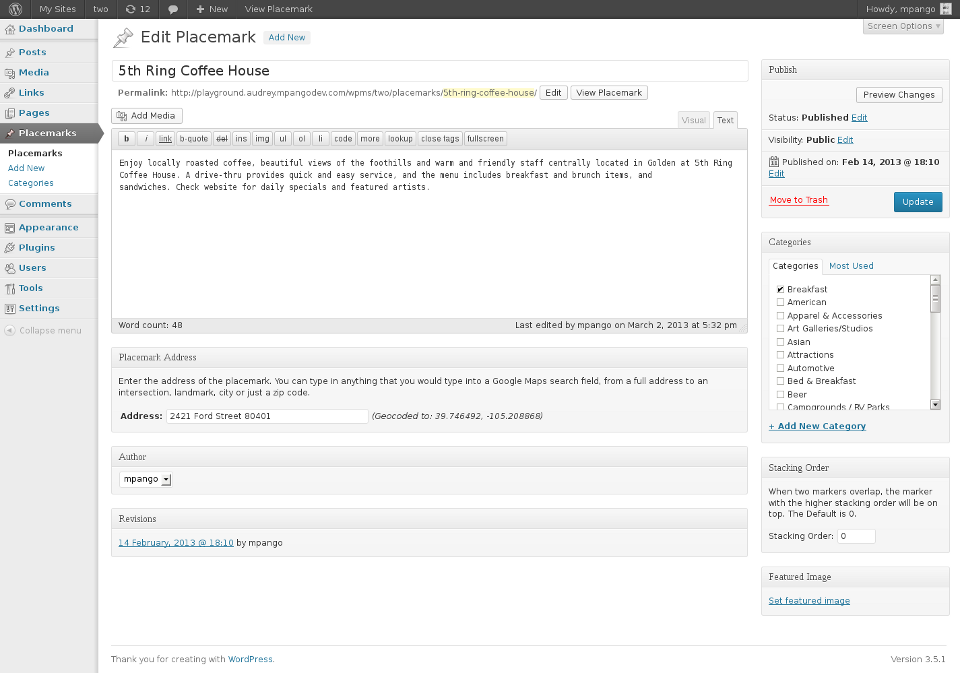 My Sites two 12 New View Placemark Howdy, mpango
Screen Options
Dashboard
Posts
Media
Links
Pages
Placemarks
Placemarks
Add New
Categories
Comments
Appearance
Plugins
Users
Tools
Settings
Collapse menu
Edit Placemark Add New
5th Ring Coffee House
Permalink: http://playground.audrey.mpangodev.com/wpms/two/placemarks/5th-ring-coffee-house/ Edit View Placemark
Add Media
Visual Text
b i link b-quote del ins img ul ol li code more lookup close tags fullscreen
Enjoy locally roasted coffee, beautiful views of the foothills and warm and friendly staff centrally located in Golden at 5th Ring
Coffee House. A drive-thru provides quick and easy service, and the menu includes breakfast and brunch items, and
sandwiches. Check website for daily specials and featured artists.
Word count: 48 Last edited by mpango on March 2, 2013 at 5:32 pm
Placemark Address
Enter the address of the placemark. You can type in anything that you would type into a Google Maps search field, from a full address to an
intersection, landmark, city or just a zip code.
Address: 2421 Ford Street 80401 (Geocoded to: 39.746492, -105.208868)
Author
mpango
Revisions
14 February, 2013 @ 18:10 by mpango
Publish
Preview Changes
Status: Published Edit
Visibility: Public Edit
Published on: Feb 14, 2013 @ 18:10
Edit
Move to Trash Update
Categories
Categories Most Used
Breakfast
American
Apparel & Accessories
Art Galleries/Studios
Asian
Attractions
Automotive
Bed & Breakfast
Beer
Campgrounds / RV Parks
+ Add New Category
Stacking Order
When two markers overlap, the marker
with the higher stacking order will be on
top. The Default is 0.
Stacking Order: 0
Featured Image
Set featured image
Thank you for creating with WordPress. Version 3.5.1